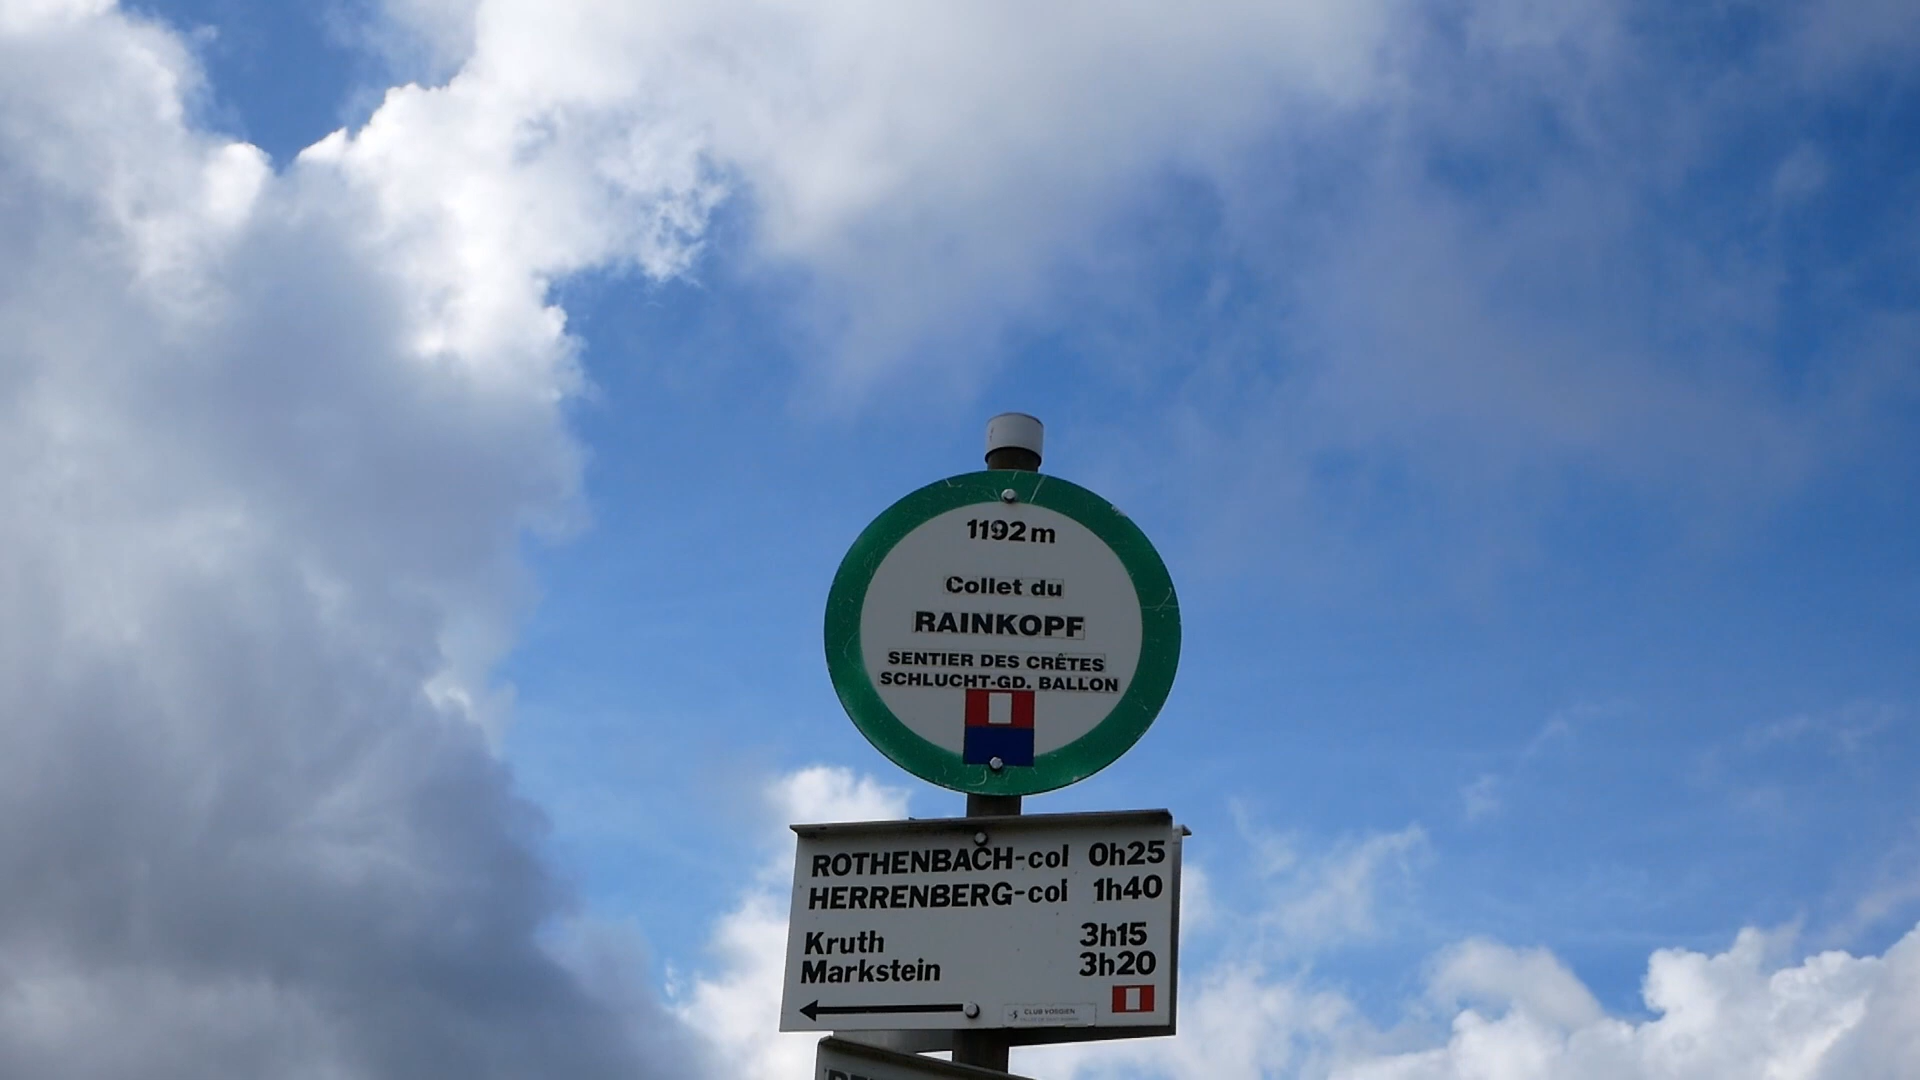 1192m
Collet du
RAINKOPF
SENTIER DES CRÊTES
SCHLUCHT-GD. BALLON
ROTHENBACH-col 0h25
HERRENBERG-col 1h40
Kruth 3h15
Markstein 3h20
CLUB VOSGIEN